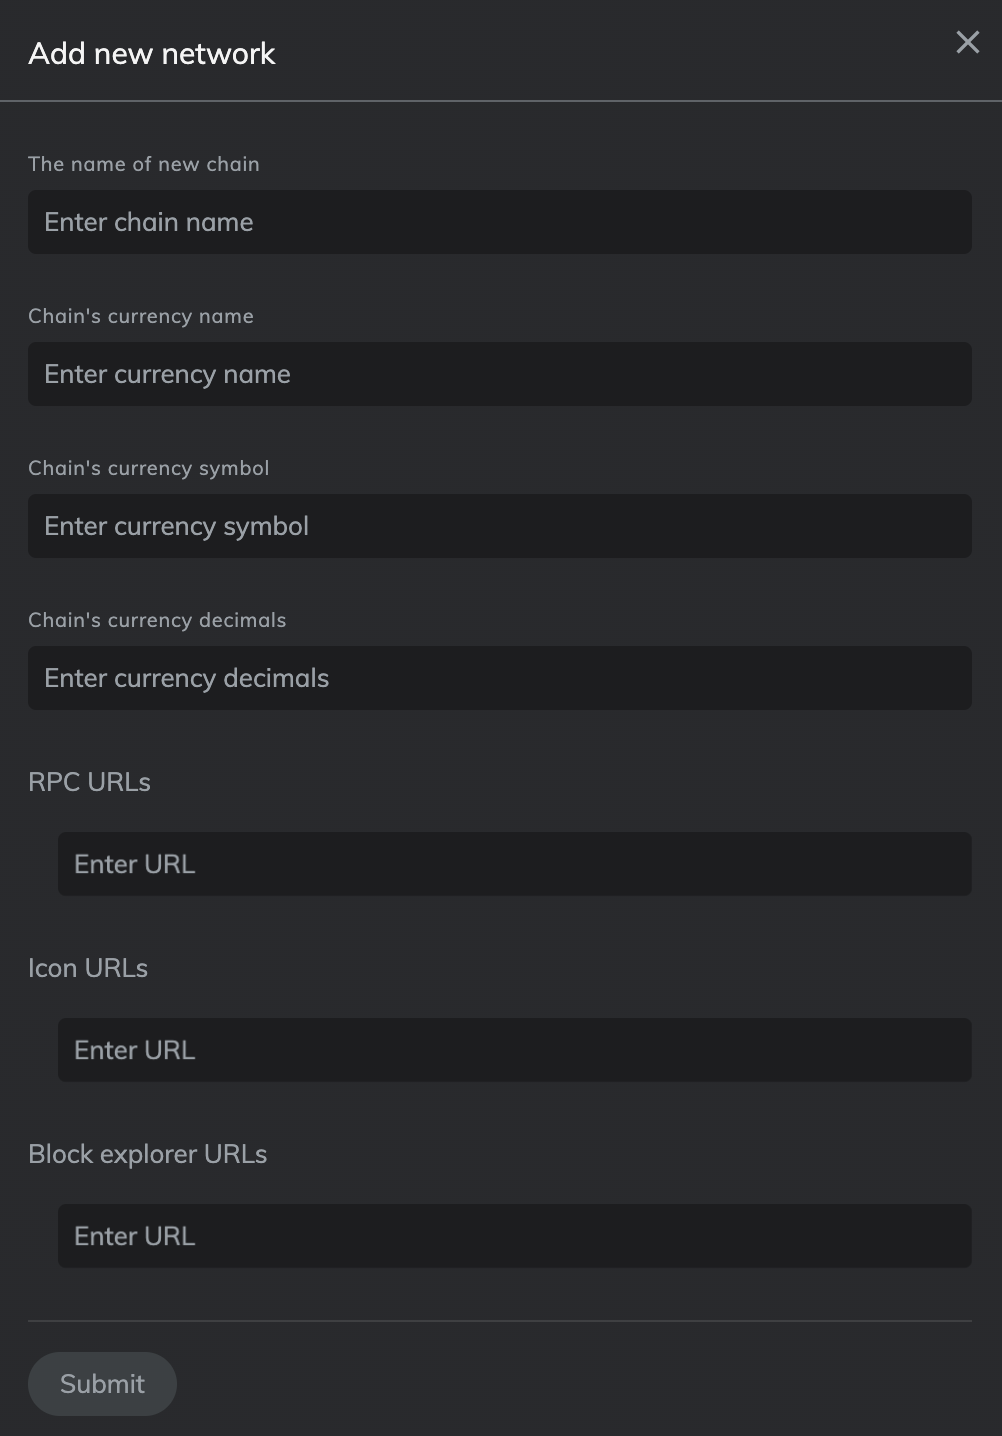 Add new network
The name of new chain
Enter chain name
Chain's currency name
Enter currency name
Chain's currency symbol
Enter currency symbol
Chain's currency decimals
Enter currency decimals
RPC URLs
Enter URL
Icon URLs
Enter URL
Block explorer URLs
Enter URL
Submit